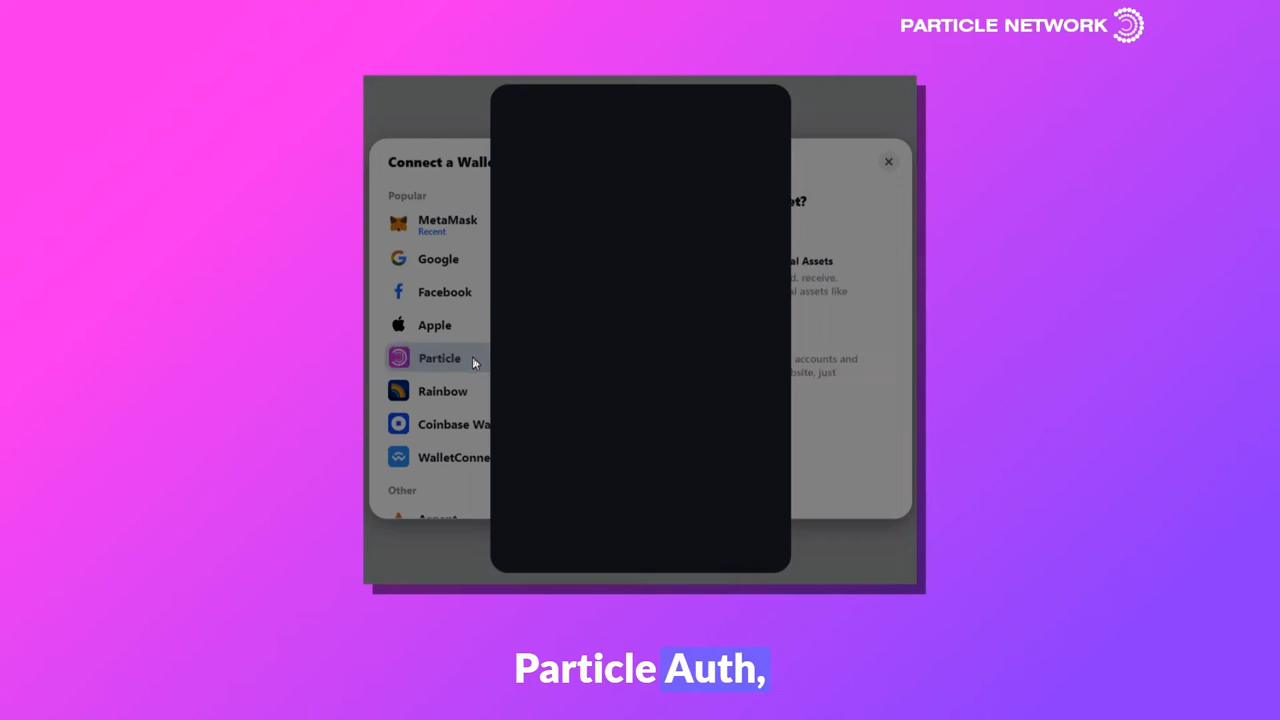 PARTICLE NETWORK
Connect a Walle
Popular
MetaMask
Recent
Google
Facebook
Apple
Particle
Rainbow
Coinbase Wa
WalletConne
Other
et?
al Assets
d, receive,
al assets like
accounts and
bsite, just
Particle Auth,